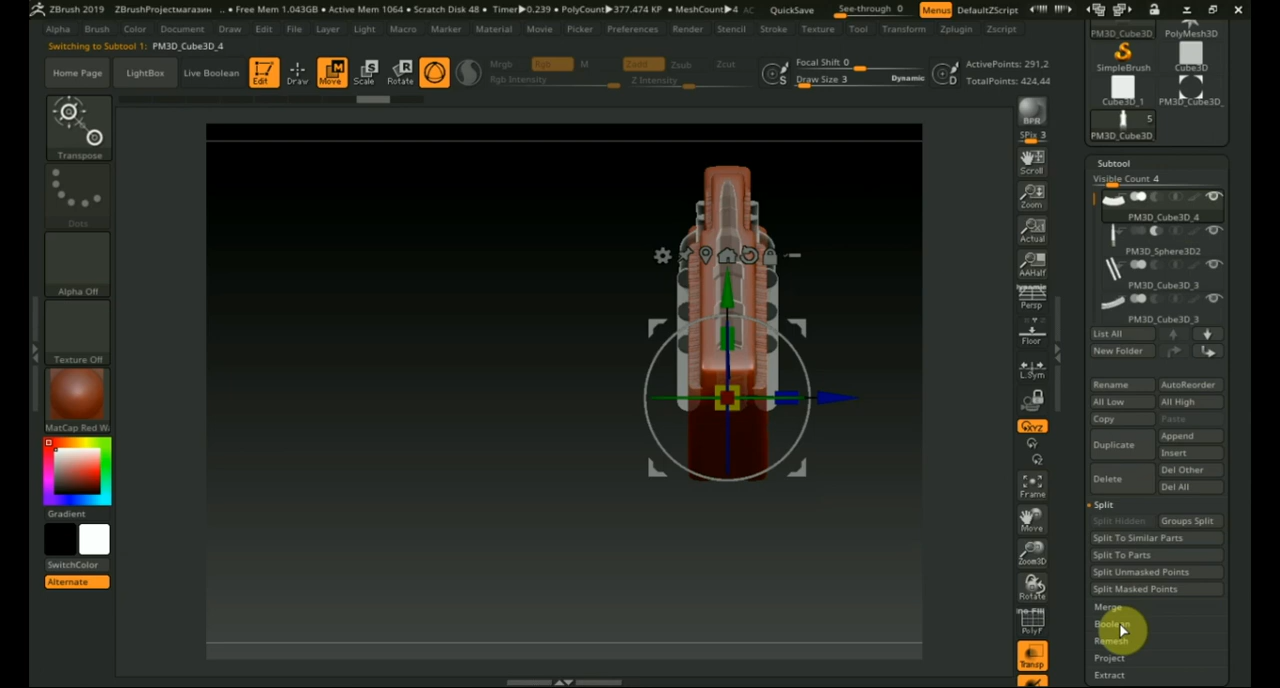 ZBrush 2019 ZBrushProjectмагазин .. • Free Mem 1.043GB • Active Mem 1064 • Scratch Disk 48 • Timer▶0.239 • PolyCount▶377.474 KP • MeshCount▶4 AC QuickSave See-through 0 Menus DefaultZScript
Alpha Brush Color Document Draw Edit File Layer Light Macro Marker Material Movie Picker Preferences Render Stencil Stroke Texture Tool Transform Zplugin Zscript
Switching to Subtool 1: PM3D_Cube3D_4
Home Page LightBox Live Boolean Edit Draw Move Scale Rotate
Mrgb Rgb M Zadd Zsub Zcut
Rgb Intensity Z Intensity
Focal Shift 0
Draw Size 3 Dynamic
ActivePoints: 291,2
TotalPoints: 424,44
Transpose
Dots
Alpha Off
Texture Off
MatCap Red W
Gradient
SwitchColor
Alternate
BPR
SPix 3
Scroll
Zoom
Actual
AAHalf
Dynamic
Persp
Floor
L.Sym
XYZ
Frame
Move
Zoom3D
Rotate
PolyF
Transp
PM3D_Cube3D PolyMesh3D
SimpleBrush Cube3D
Cube3D_1 PM3D_Cube3D_
5
PM3D_Cube3D_
Subtool
Visible Count 4
PM3D_Cube3D_4
PM3D_Sphere3D2
PM3D_Cube3D_3
PM3D_Cube3D_3
List All
New Folder
Rename AutoReorder
All Low All High
Copy Paste
Duplicate Append
Insert
Delete Del Other
Del All
Split
Split Hidden Groups Split
Split To Similar Parts
Split To Parts
Split Unmasked Points
Split Masked Points
Merge
Boolean
Remesh
Project
Extract